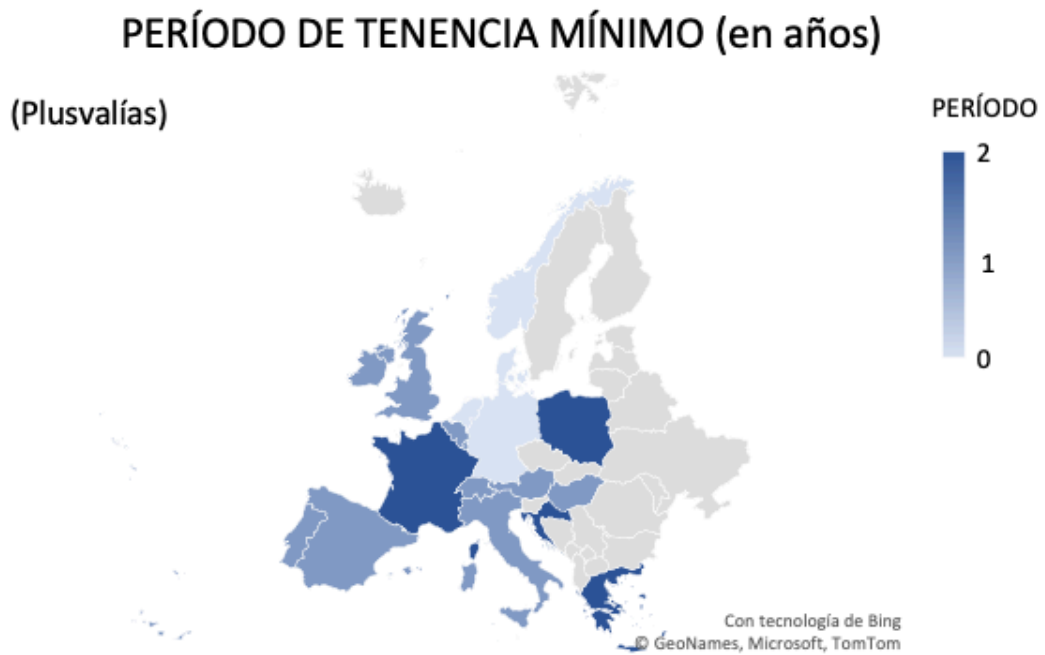 PERÍODO DE TENENCIA MÍNIMO (en años)
(Plusvalías)
PERÍODO
2
1
0
Con tecnología de Bing
© GeoNames, Microsoft, TomTom